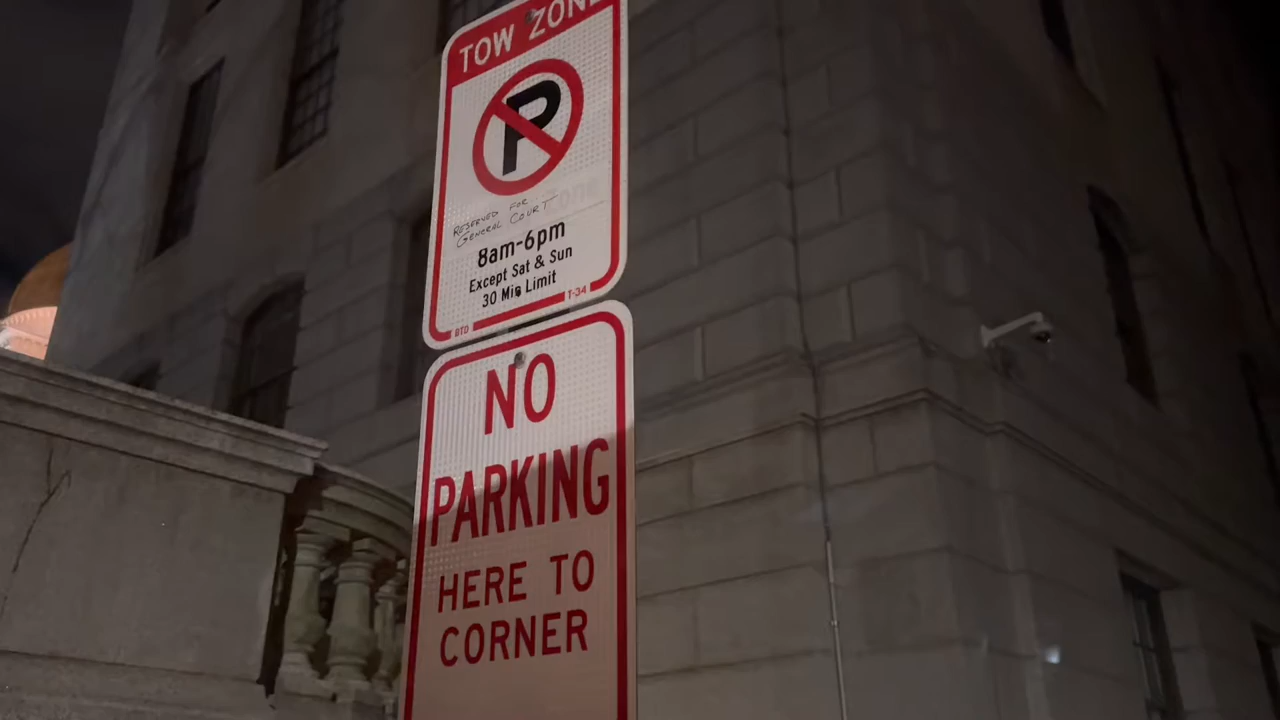 TOW ZONE
P
RESERVED FOR
GENERAL COURT
8am-6pm
Except Sat & Sun
30 Min Limit
BTD
T-34
NO
PARKING
HERE TO
CORNER